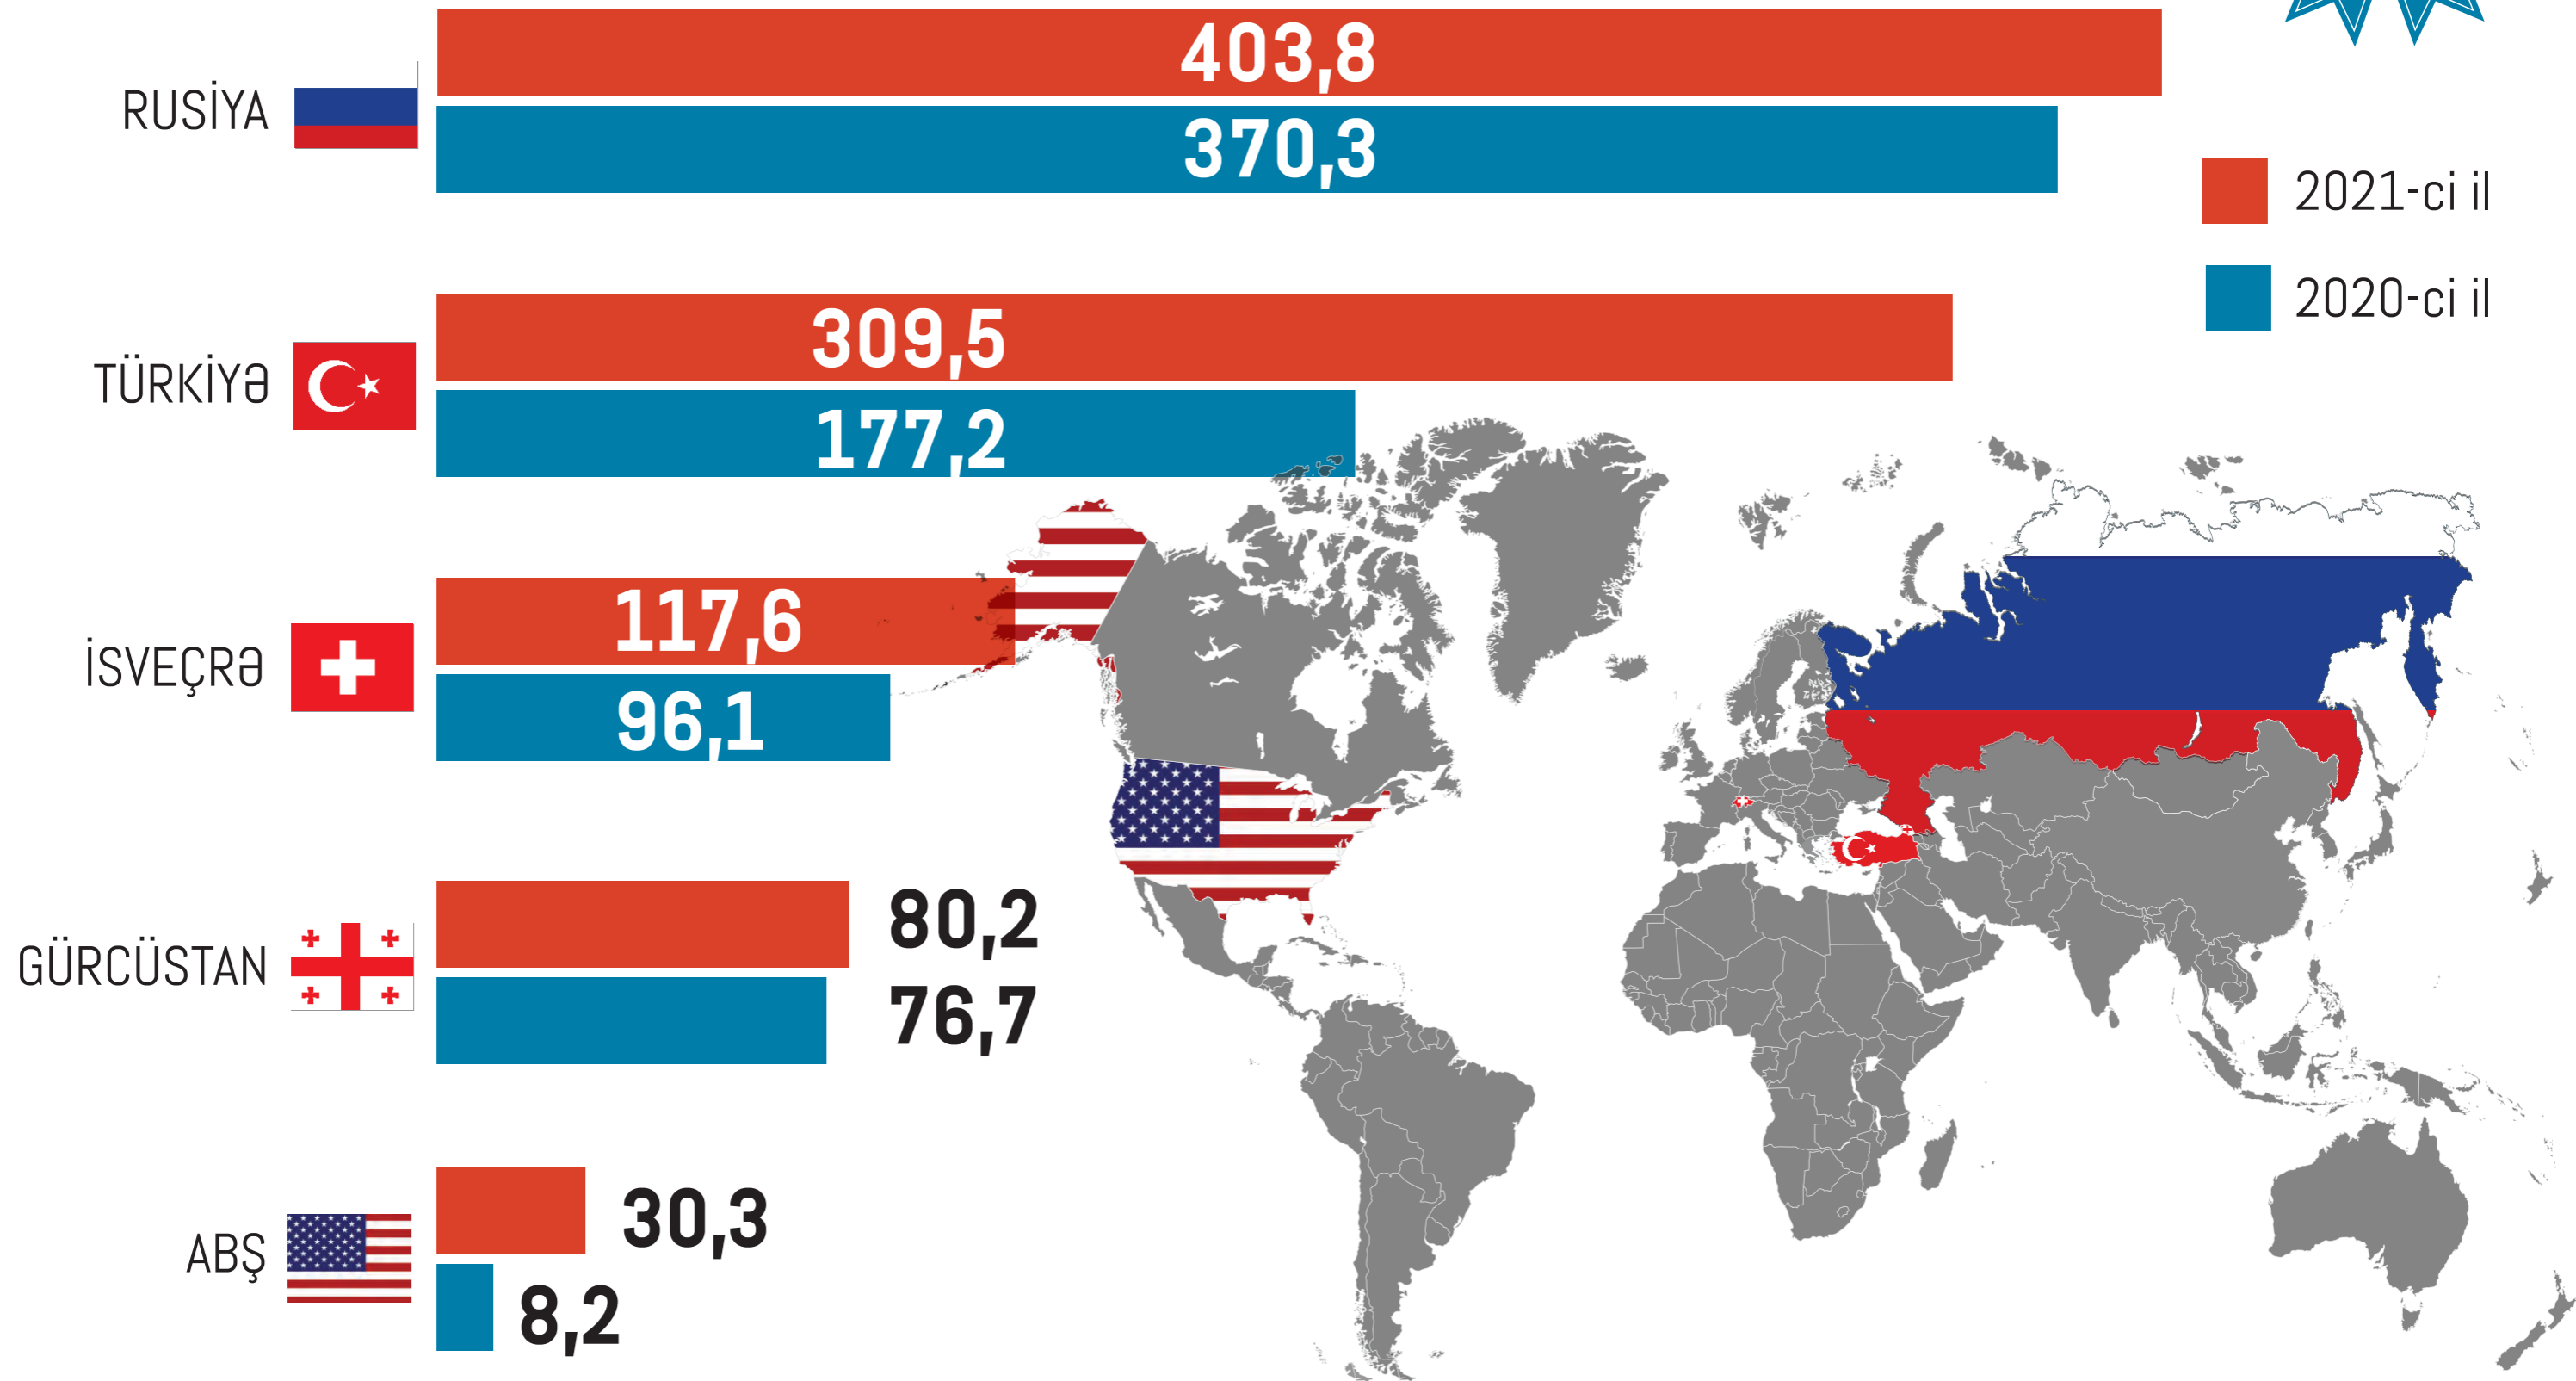 RUSİYA
403,8
370,3
2021-ci il
2020-ci il
TÜRKİYƏ
309,5
177,2
İSVEÇRƏ
117,6
96,1
GÜRCÜSTAN
80,2
76,7
ABŞ
30,3
8,2